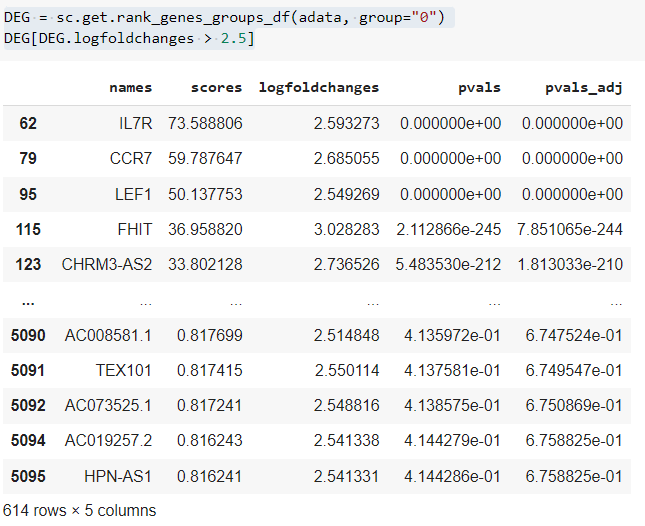 DEG = sc.get.rank_genes_groups_df(adata, group="0")
DEG[DEG.logfoldchanges > 2.5]
names scores logfoldchanges pvals pvals_adj
62 IL7R 73.588806 2.593273 0.000000e+00 0.000000e+00
79 CCR7 59.787647 2.685055 0.000000e+00 0.000000e+00
95 LEF1 50.137753 2.549269 0.000000e+00 0.000000e+00
115 FHIT 36.958820 3.028283 2.112866e-245 7.851065e-244
123 CHRM3-AS2 33.802128 2.736526 5.483530e-212 1.813033e-210
... ... ... ... ... ...
5090 AC008581.1 0.817699 2.514848 4.135972e-01 6.747524e-01
5091 TEX101 0.817415 2.550114 4.137581e-01 6.749547e-01
5092 AC073525.1 0.817241 2.548816 4.138575e-01 6.750869e-01
5094 AC019257.2 0.816243 2.541338 4.144279e-01 6.758825e-01
5095 HPN-AS1 0.816241 2.541331 4.144286e-01 6.758825e-01
614 rows × 5 columns